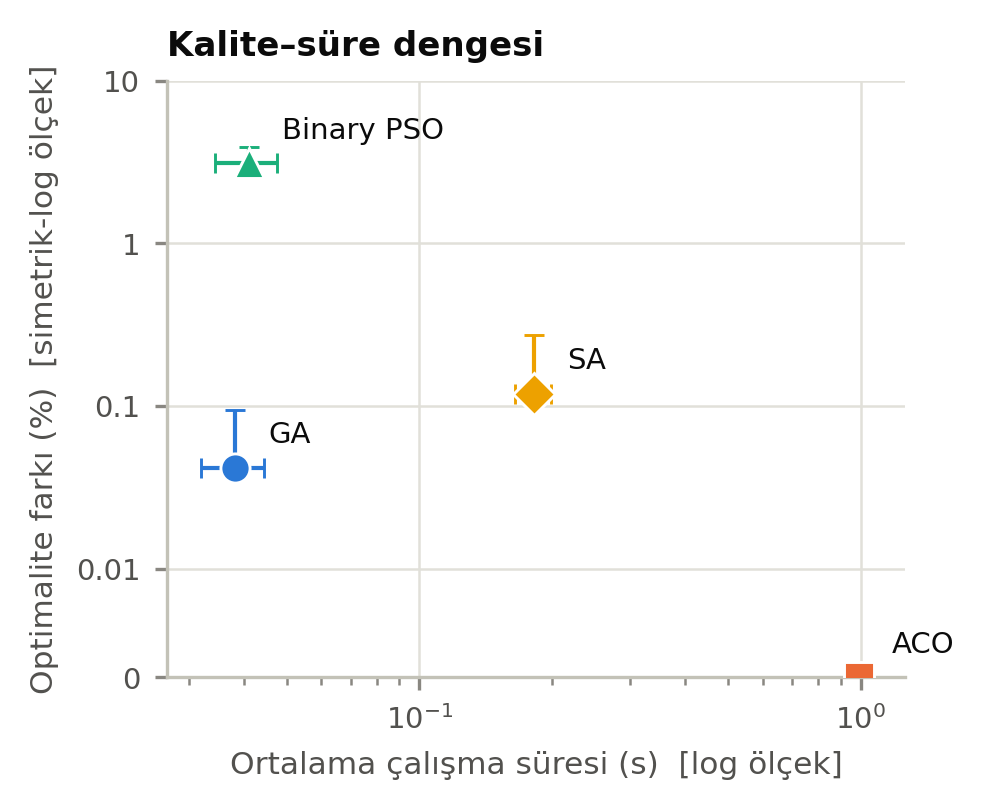 Kalite–süre dengesi
Optimalite farkı (%) [simetrik-log ölçek]
10
1
0.1
0.01
0
Binary PSO
SA
GA
ACO
10⁻¹
10⁰
Ortalama çalışma süresi (s) [log ölçek]